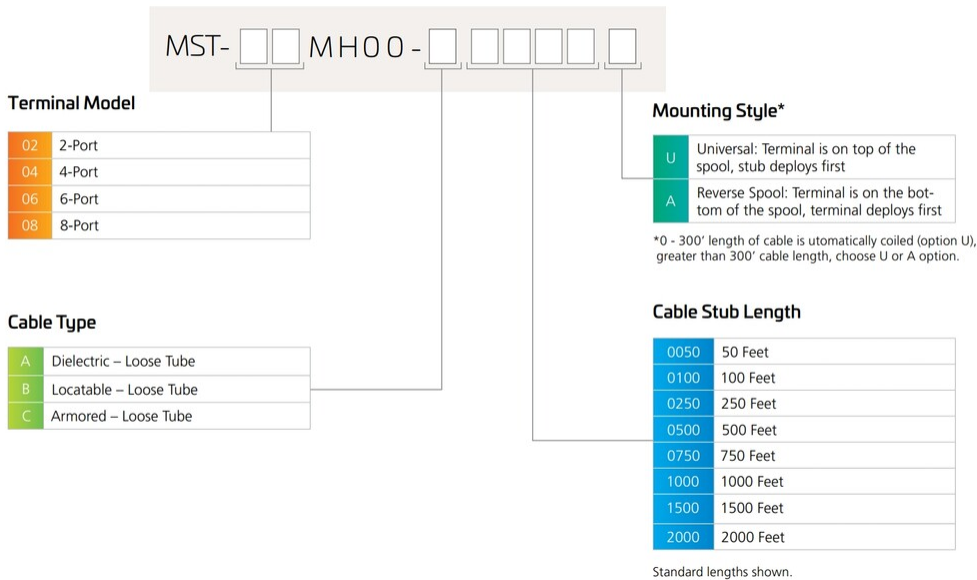 MST-□□MH00-□□□□□□
Terminal Model
02 2-Port
04 4-Port
06 6-Port
08 8-Port
Cable Type
A Dielectric – Loose Tube
B Locatable – Loose Tube
C Armored – Loose Tube
Mounting Style*
U Universal: Terminal is on top of the
spool, stub deploys first
A Reverse Spool: Terminal is on the bot-
tom of the spool, terminal deploys first
*0 - 300’ length of cable is utomatically coiled (option U),
greater than 300’ cable length, choose U or A option.
Cable Stub Length
0050 50 Feet
0100 100 Feet
0250 250 Feet
0500 500 Feet
0750 750 Feet
1000 1000 Feet
1500 1500 Feet
2000 2000 Feet
Standard lengths shown.